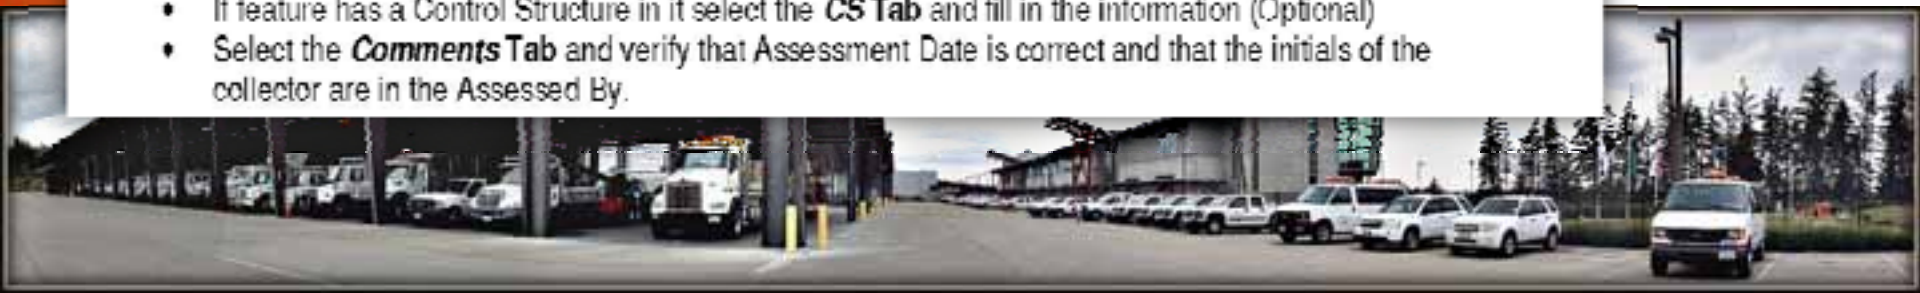 • If feature has a Control Structure in it select the CS Tab and fill in the information (Optional)
• Select the Comments Tab and verify that Assessment Date is correct and that the initials of the
collector are in the Assessed By.